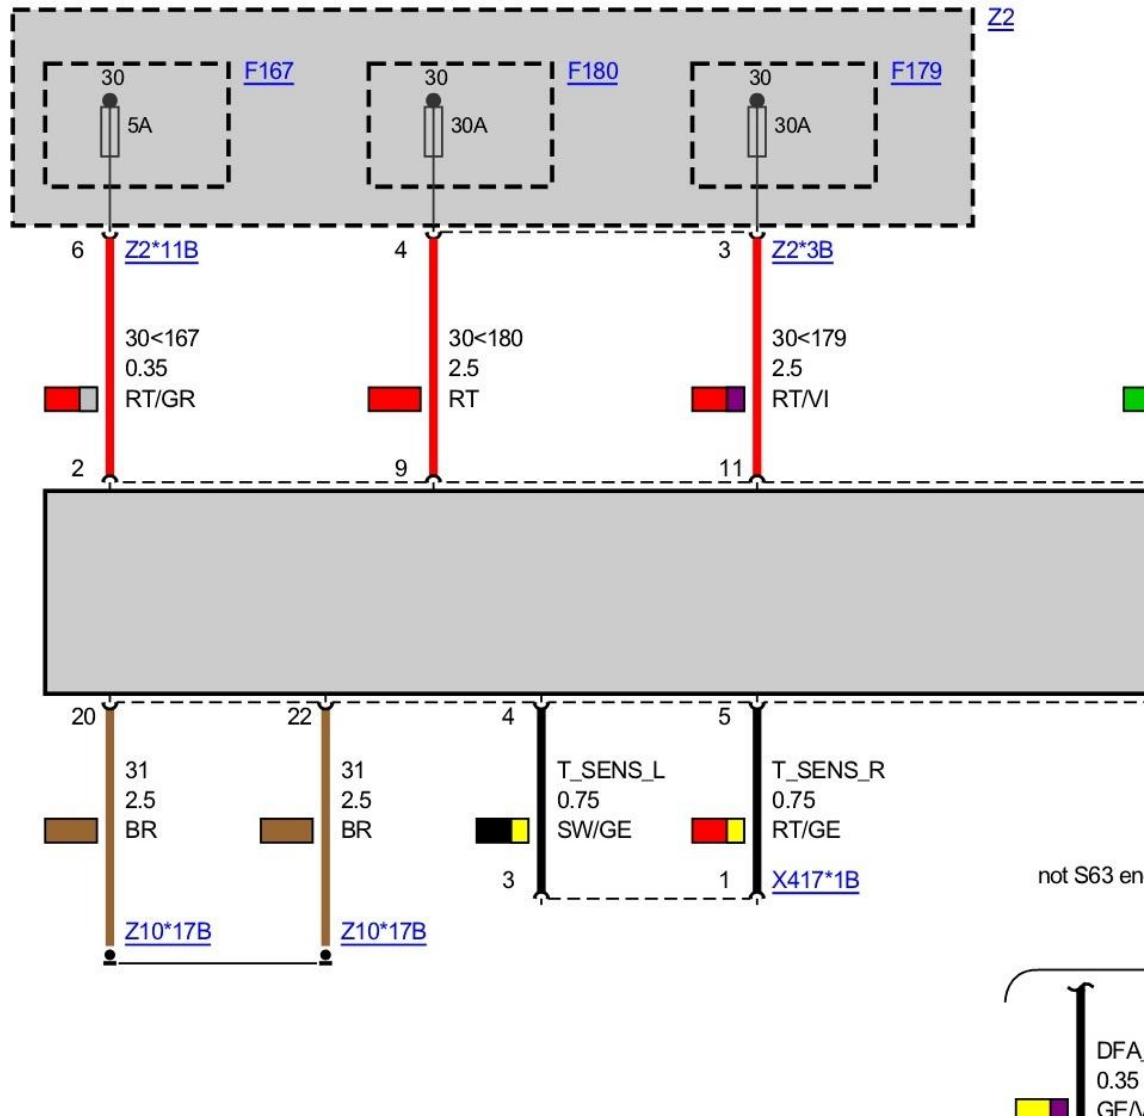 Z2
30
F167
30
F180
30
F179
5A
30A
30A
6
Z2*11B
4
3
Z2*3B
30<167
0.35
RT/GR
30<180
2.5
RT
30<179
2.5
RT/VI
2
9
11
20
22
4
5
31
2.5
BR
31
2.5
BR
T_SENS_L
0.75
SW/GE
T_SENS_R
0.75
RT/GE
3
1
X417*1B
not S63 en
Z10*17B
Z10*17B
DFA_
0.35